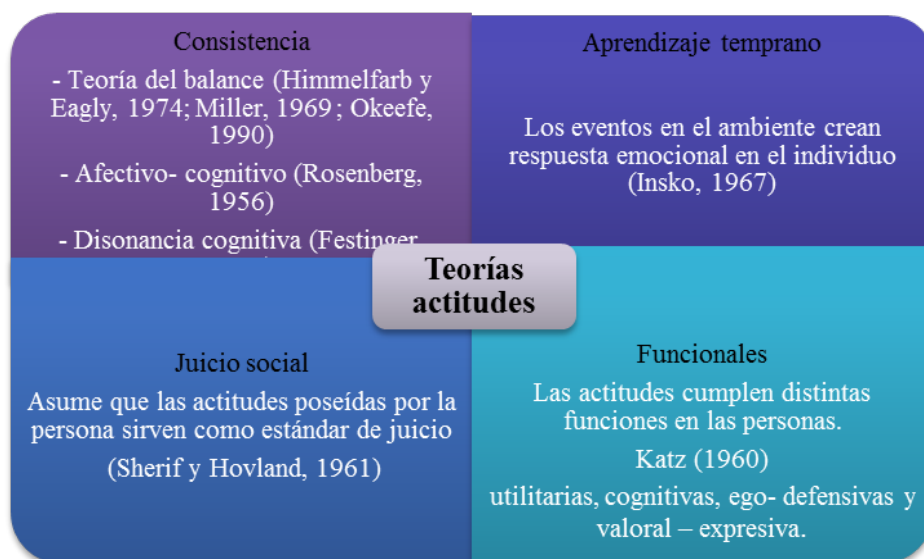 Consistencia
- Teoría del balance (Himmelfarb y
Eagly, 1974; Miller, 1969 ; Okeefe,
1990)
- Afectivo- cognitivo (Rosenberg,
1956)
- Disonancia cognitiva (Festinger
Aprendizaje temprano
Los eventos en el ambiente crean
respuesta emocional en el individuo
(Insko, 1967)
Teorías
actitudes
Juicio social
Asume que las actitudes poseídas por la
persona sirven como estándar de juicio
(Sherif y Hovland, 1961)
Funcionales
Las actitudes cumplen distintas
funciones en las personas.
Katz (1960)
utilitarias, cognitivas, ego- defensivas y
valoral – expresiva.